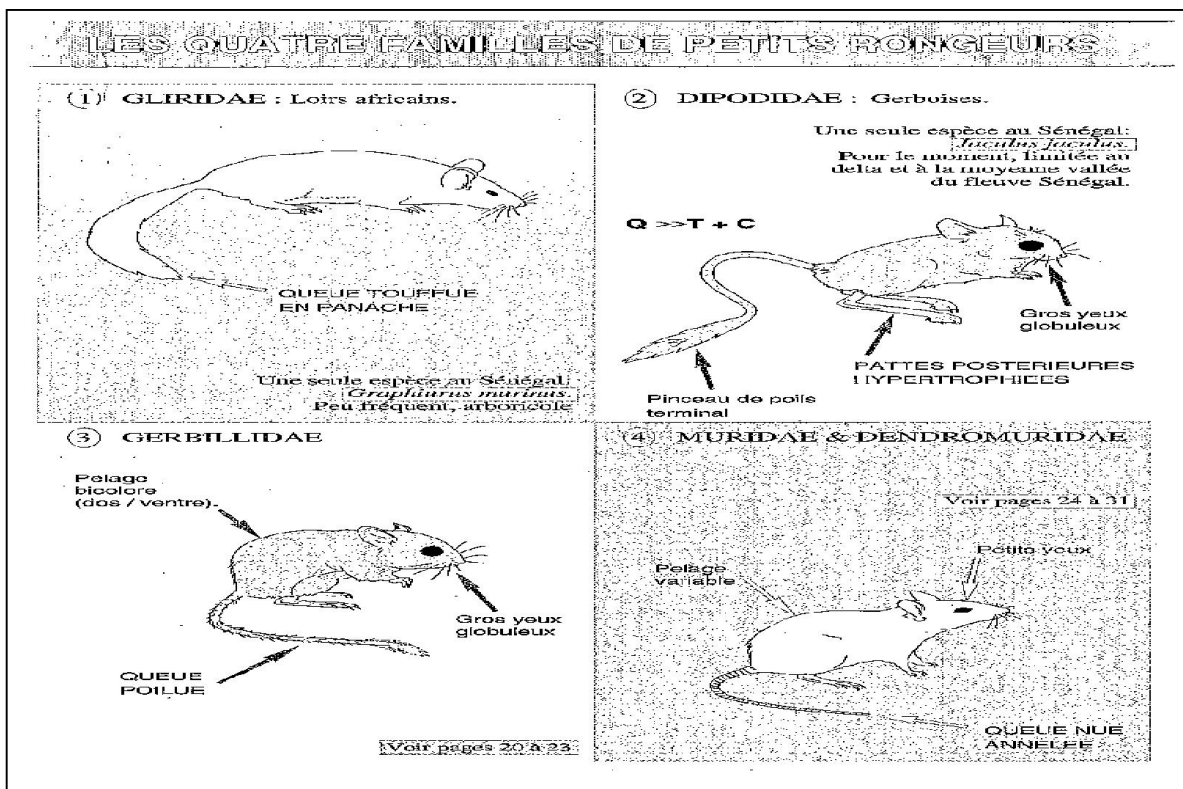 LES QUATRE FAMILLES DE PETITS RONGEURS
1 GLIRIDAE : Loirs africains.
QUEUE TOUFFUE
EN PANACHE
Une seule espèce au Sénégal:
Graphiurus murinus.
Peu fréquent, arboricole
2 DIPODIDAE : Gerboises.
Une seule espèce au Sénégal:
Jaculus jaculus.
Pour le moment, limitée au
delta et à la moyenne vallée
du fleuve Sénégal.
Q >>T + C
Gros yeux
globuleux
PATTES POSTERIEURES
HYPERTROPHIEES
Pinceau de poils
terminal
3 GERBILLIDAE
Pelage
bicolore
(dos / ventre).
Gros yeux
globuleux
QUEUE
POILUE
Voir pages 20 à 23
4 MURIDAE & DENDROMURIDAE
Voir pages 24 à 31
Petits yeux
Pelage
variable
QUEUE NUE
ANNELEE